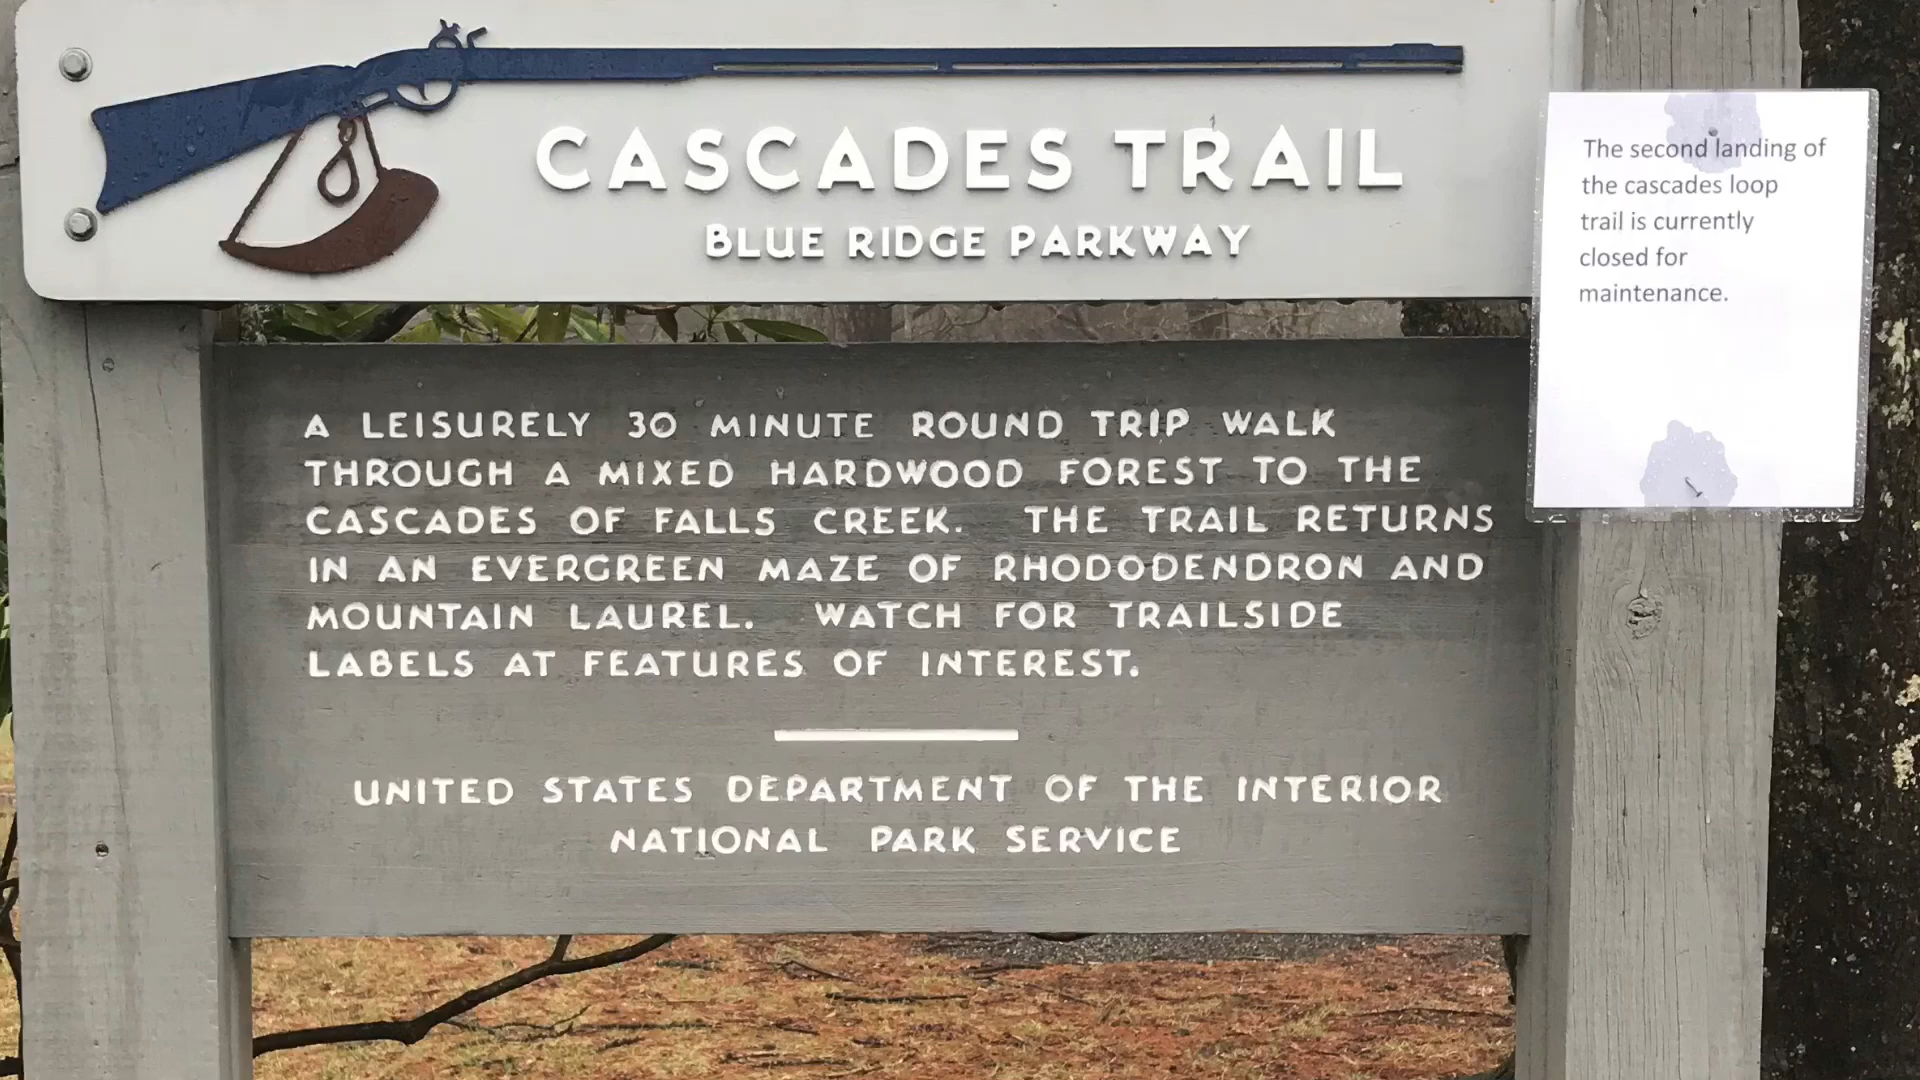 CASCADES TRAIL
BLUE RIDGE PARKWAY
The second landing of
the cascades loop
trail is currently
closed for
maintenance.
A LEISURELY 30 MINUTE ROUND TRIP WALK
THROUGH A MIXED HARDWOOD FOREST TO THE
CASCADES OF FALLS CREEK. THE TRAIL RETURNS
IN AN EVERGREEN MAZE OF RHODODENDRON AND
MOUNTAIN LAUREL. WATCH FOR TRAILSIDE
LABELS AT FEATURES OF INTEREST.
UNITED STATES DEPARTMENT OF THE INTERIOR
NATIONAL PARK SERVICE